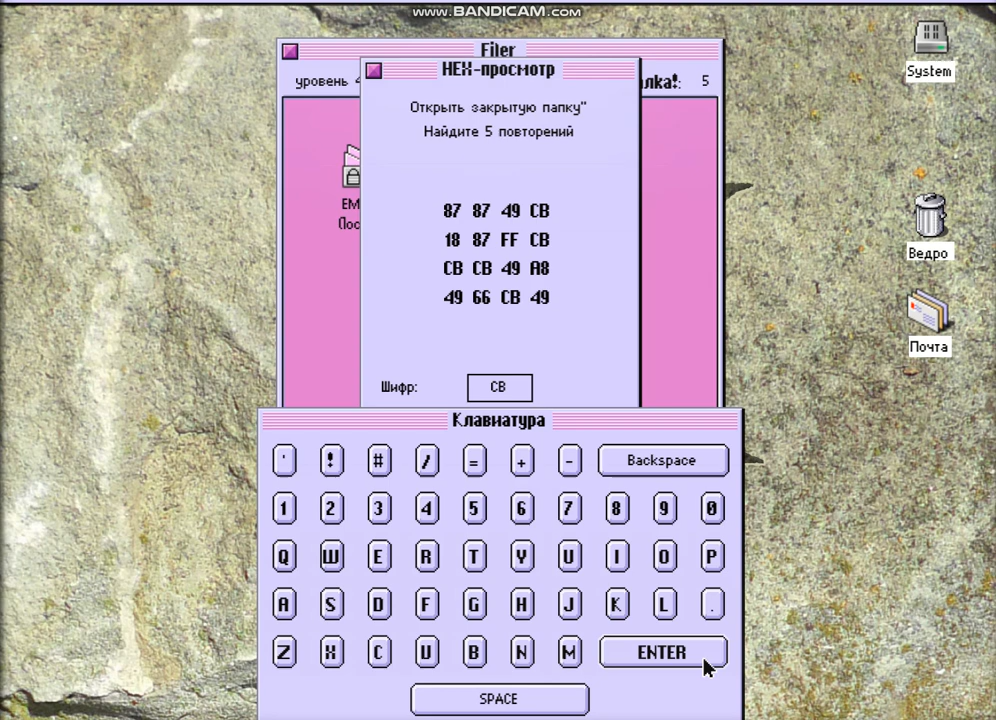 www.BANDICAM.com
Filer
уровень 4
лка!: 5
HEX-просмотр
Открыть закрытую папку"
Найдите 5 повторений
87 87 49 CB
18 87 FF CB
CB CB 49 A8
49 66 CB 49
Шифр: CB
EM
(Пос
System
Ведро
Почта
Клавиатура
' ! # / = + - Backspace
1 2 3 4 5 6 7 8 9 0
Q Ш E R T Y U I O P
A S D F G H J K L .
Z X C U B N M ENTER
SPACE